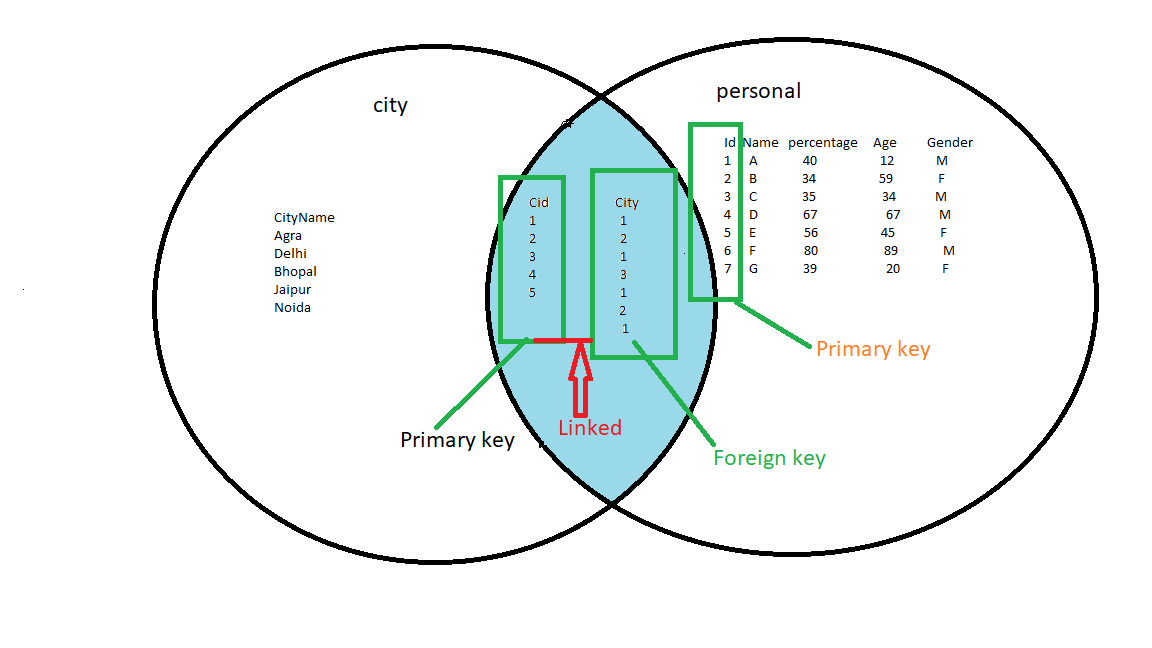 city
personal
Id Name percentage Age Gender
1 A 40 12 M
2 B 34 59 F
3 C 35 34 M
4 D 67 67 M
5 E 56 45 F
6 F 80 89 M
7 G 39 20 F
Cid
1
2
3
4
5
City
1
2
1
3
1
2
1
CityName
Agra
Delhi
Bhopal
Jaipur
Noida
Primary key
Primary key
Linked
Foreign key